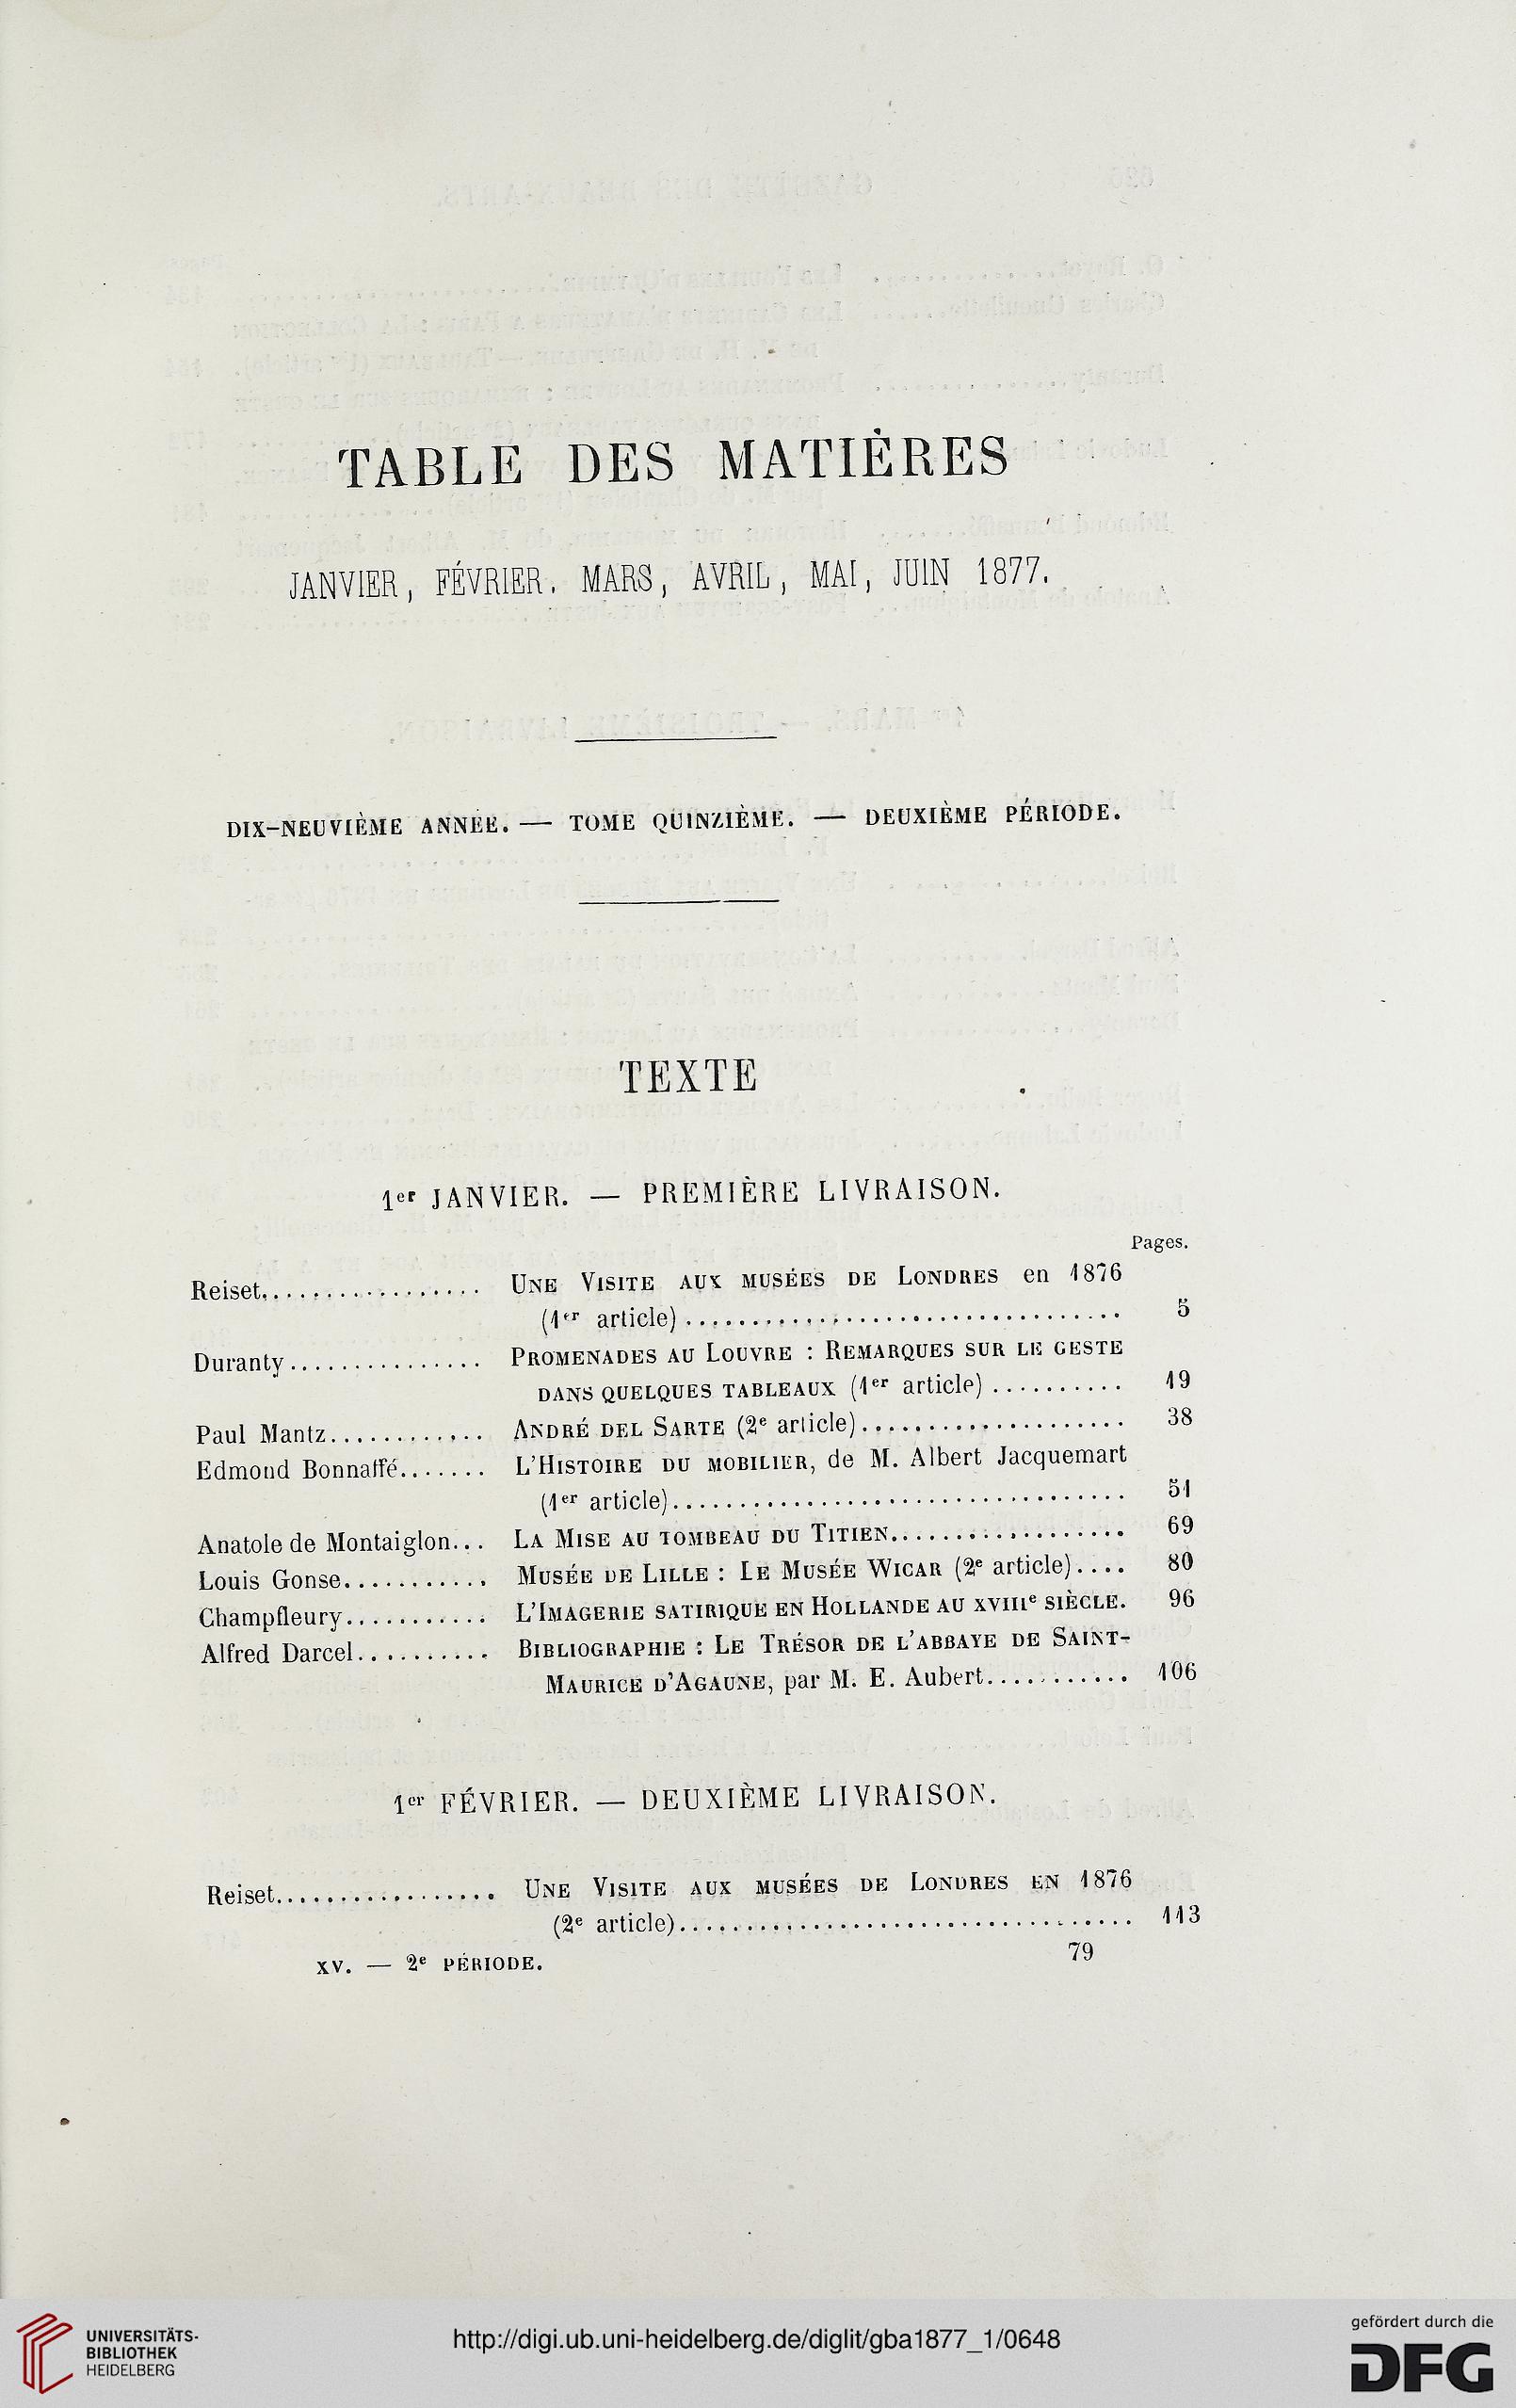 TABLE DES MATIÈRES
JANVIER, FÉVRIER, MARS, AVRIL, MAI, JUIN 1877.
DIX-NEUVIÈME ANNÉE. — TOME QUINZIÈME. — DEUXIÈME PÉRIODE.
TEXTE
1er JANVIER. — PREMIÈRE LIVRAISON.
Pages.
Reiset................. UNE VISITE AUX MUSÉES DE LONDRES en 1876
(1er article)................................. 5
Duranty............... PROMENADES AU LOUVRE : REMARQUES SUR LE GESTE
DANS QUELQUES TABLEAUX (1er article).......... 19
Paul Mantz............ ANDRÉ DEL SARTE (2e article).................... 38
Edmond Bonnaffé....... L'HISTOIRE DU MOBILIER, de M. Albert Jacquemart
(1er article).................................. 51
Anatole de Montaiglon... LA MISE AU TOMBEAU DU TITIEN.................. 69
Louis Gonse........... MUSÉE DE LILLE : LE MUSÉE WICAR (2e article).... 80
Champfleury........... L'IMAGERIE SATIRIQUE EN HOLLANDE AU XVIIIe SIÈCLE. 96
Alfred Darcel.......... BIBLIOGRAPHIE : LE TRÉSOR DE L'ABBAYE DE SAINT-
MAURICE D'AGAUNE, par M. E. Aubert........... 106
1er FÉVRIER. — DEUXIÈME LIVRAISON.
Reiset................. UNE VISITE AUX MUSÉES DE LONDRES EN 1876
(2e article).................................. 113
XV. — 2e PÉRIODE. 79
UNIVERSITÄTS-
BIBLIOTHEK
HEIDELBERG
http://digi.ub.uni-heidelberg.de/diglit/gba1877_1/0648
gefördert durch die
DFG